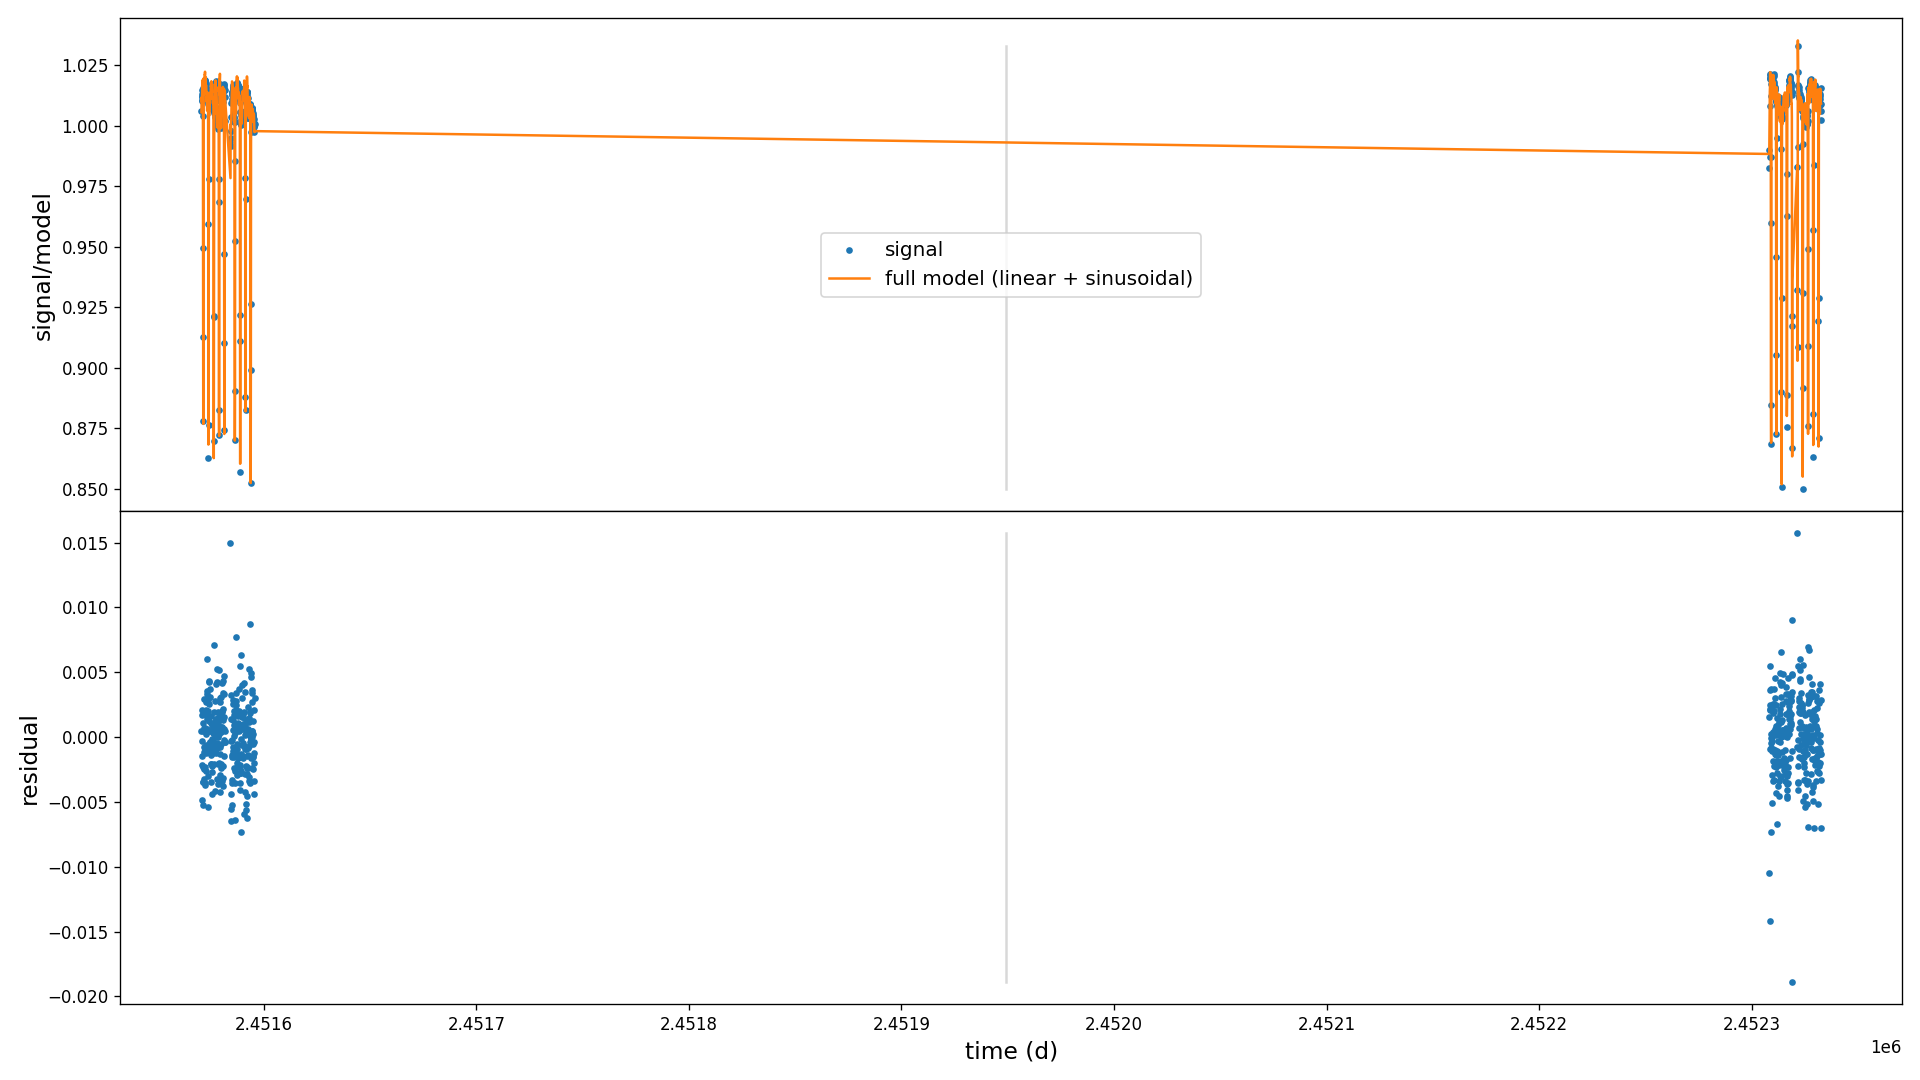 1.025
1.000
0.975
0.950
0.925
0.900
0.875
0.850
signal/model
signal
full model (linear + sinusoidal)
0.015
0.010
0.005
0.000
−0.005
−0.010
−0.015
−0.020
residual
2.4516 2.4517 2.4518 2.4519 2.4520 2.4521 2.4522 2.4523
1e6
time (d)